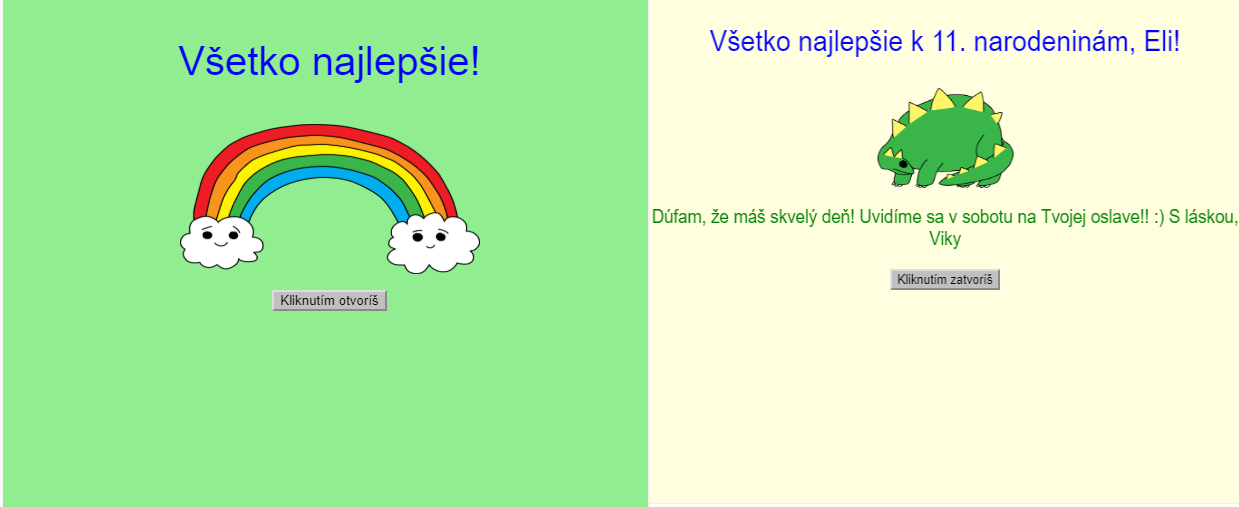 Všetko najlepšie!
Kliknutím otvoríš
Všetko najlepšie k 11. narodeninám, Eli!
Dúfam, že máš skvelý deň! Uvidíme sa v sobotu na Tvojej oslave!! :) S láskou,
Viky
Kliknutím zatvoríš